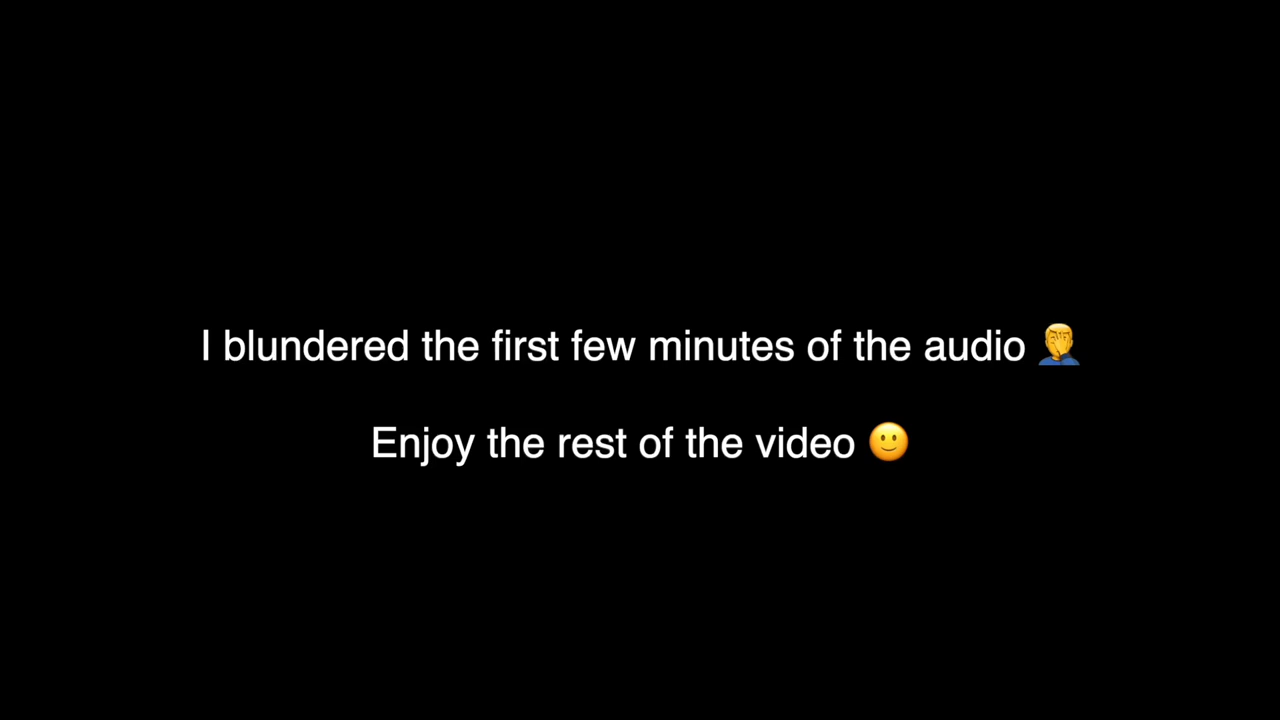 I blundered the first few minutes of the audio 🤦‍♂️
Enjoy the rest of the video 🙂